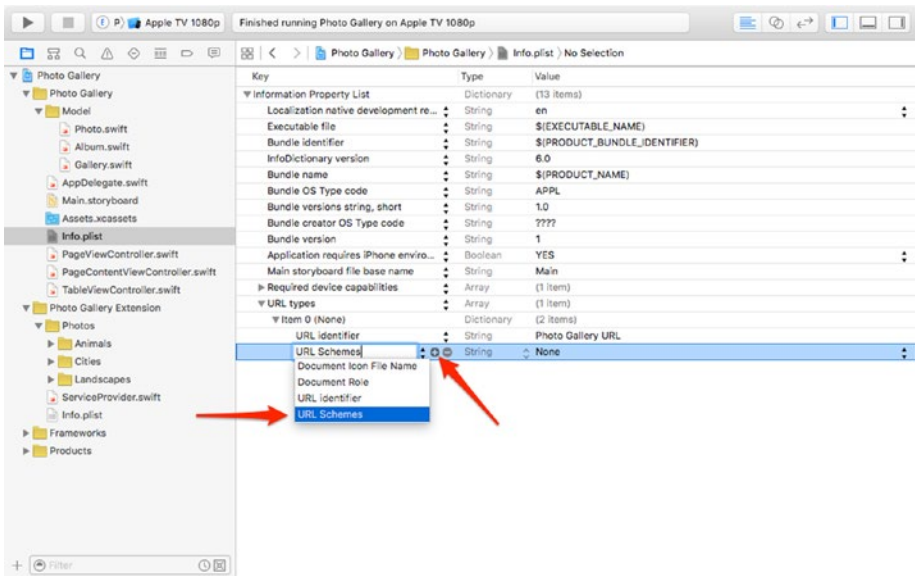 P) Apple TV 1080p
Finished running Photo Gallery on Apple TV 1080p
Photo Gallery
Photo Gallery
Info.plist
No Selection
Photo Gallery
Photo Gallery
Model
Photo.swift
Album.swift
Gallery.swift
AppDelegate.swift
Main.storyboard
Assets.xcassets
Info.plist
PageViewController.swift
PageContentViewController.swift
TableViewController.swift
Photo Gallery Extension
Photos
Animals
Cities
Landscapes
ServiceProvider.swift
Info.plist
Frameworks
Products
Filter
Key Type Value
Information Property List Dictionary (13 items)
Localization native development re... String en
Executable file String $(EXECUTABLE_NAME)
Bundle identifier String $(PRODUCT_BUNDLE_IDENTIFIER)
InfoDictionary version String 6.0
Bundle name String $(PRODUCT_NAME)
Bundle OS Type code String APPL
Bundle versions string, short String 1.0
Bundle creator OS Type code String ????
Bundle version String 1
Application requires iPhone enviro... Boolean YES
Main storyboard file base name String Main
Required device capabilities Array (1 item)
URL types Array (1 item)
Item 0 (None) Dictionary (2 items)
URL identifier String Photo Gallery URL
URL Schemes String None
Document Icon File Name
Document Role
URL identifier
URL Schemes